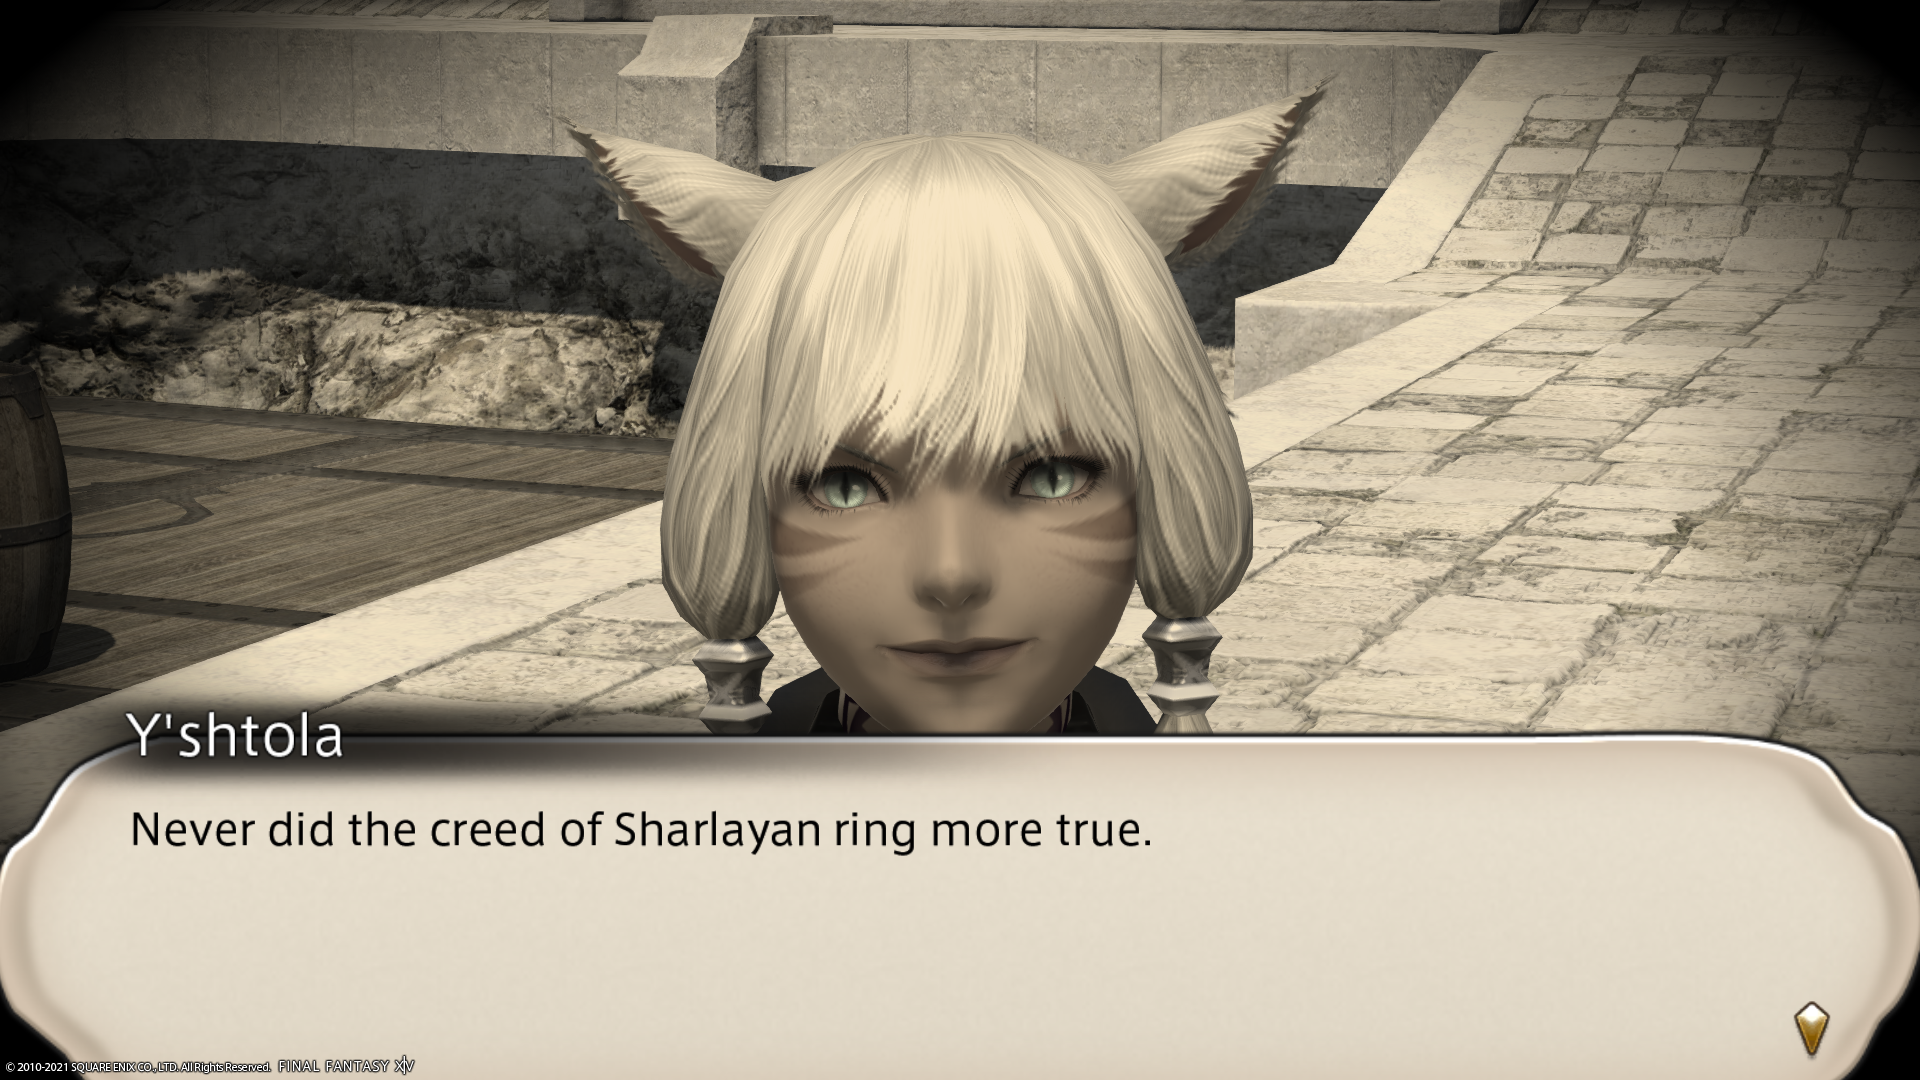 Y'shtola
Never did the creed of Sharlayan ring more true.
© 2010-2021 SQUARE ENIX CO., LTD. All Rights Reserved. FINAL FANTASY XIV